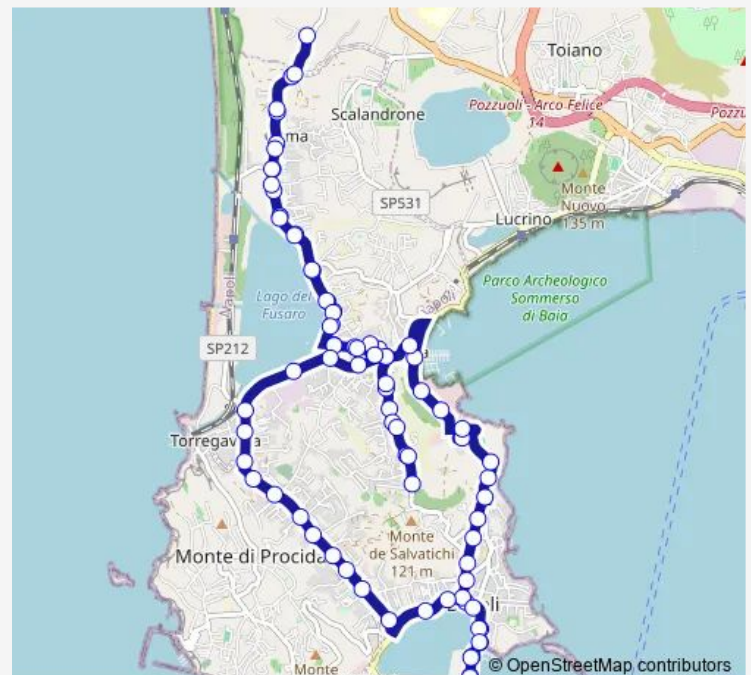 Toiano
Pozzuoli - Arco Felice
14
Pozzu
Scalandrone
Monte
Nuovo
135 m
SP531
Lucrino
Lago del
Fusaro
Parco Archeologico
Sommerso
di Baia
SP212
Monte
de Salvatichi
121 m
Monte di Procida
Monte
© OpenStreetMap contributors